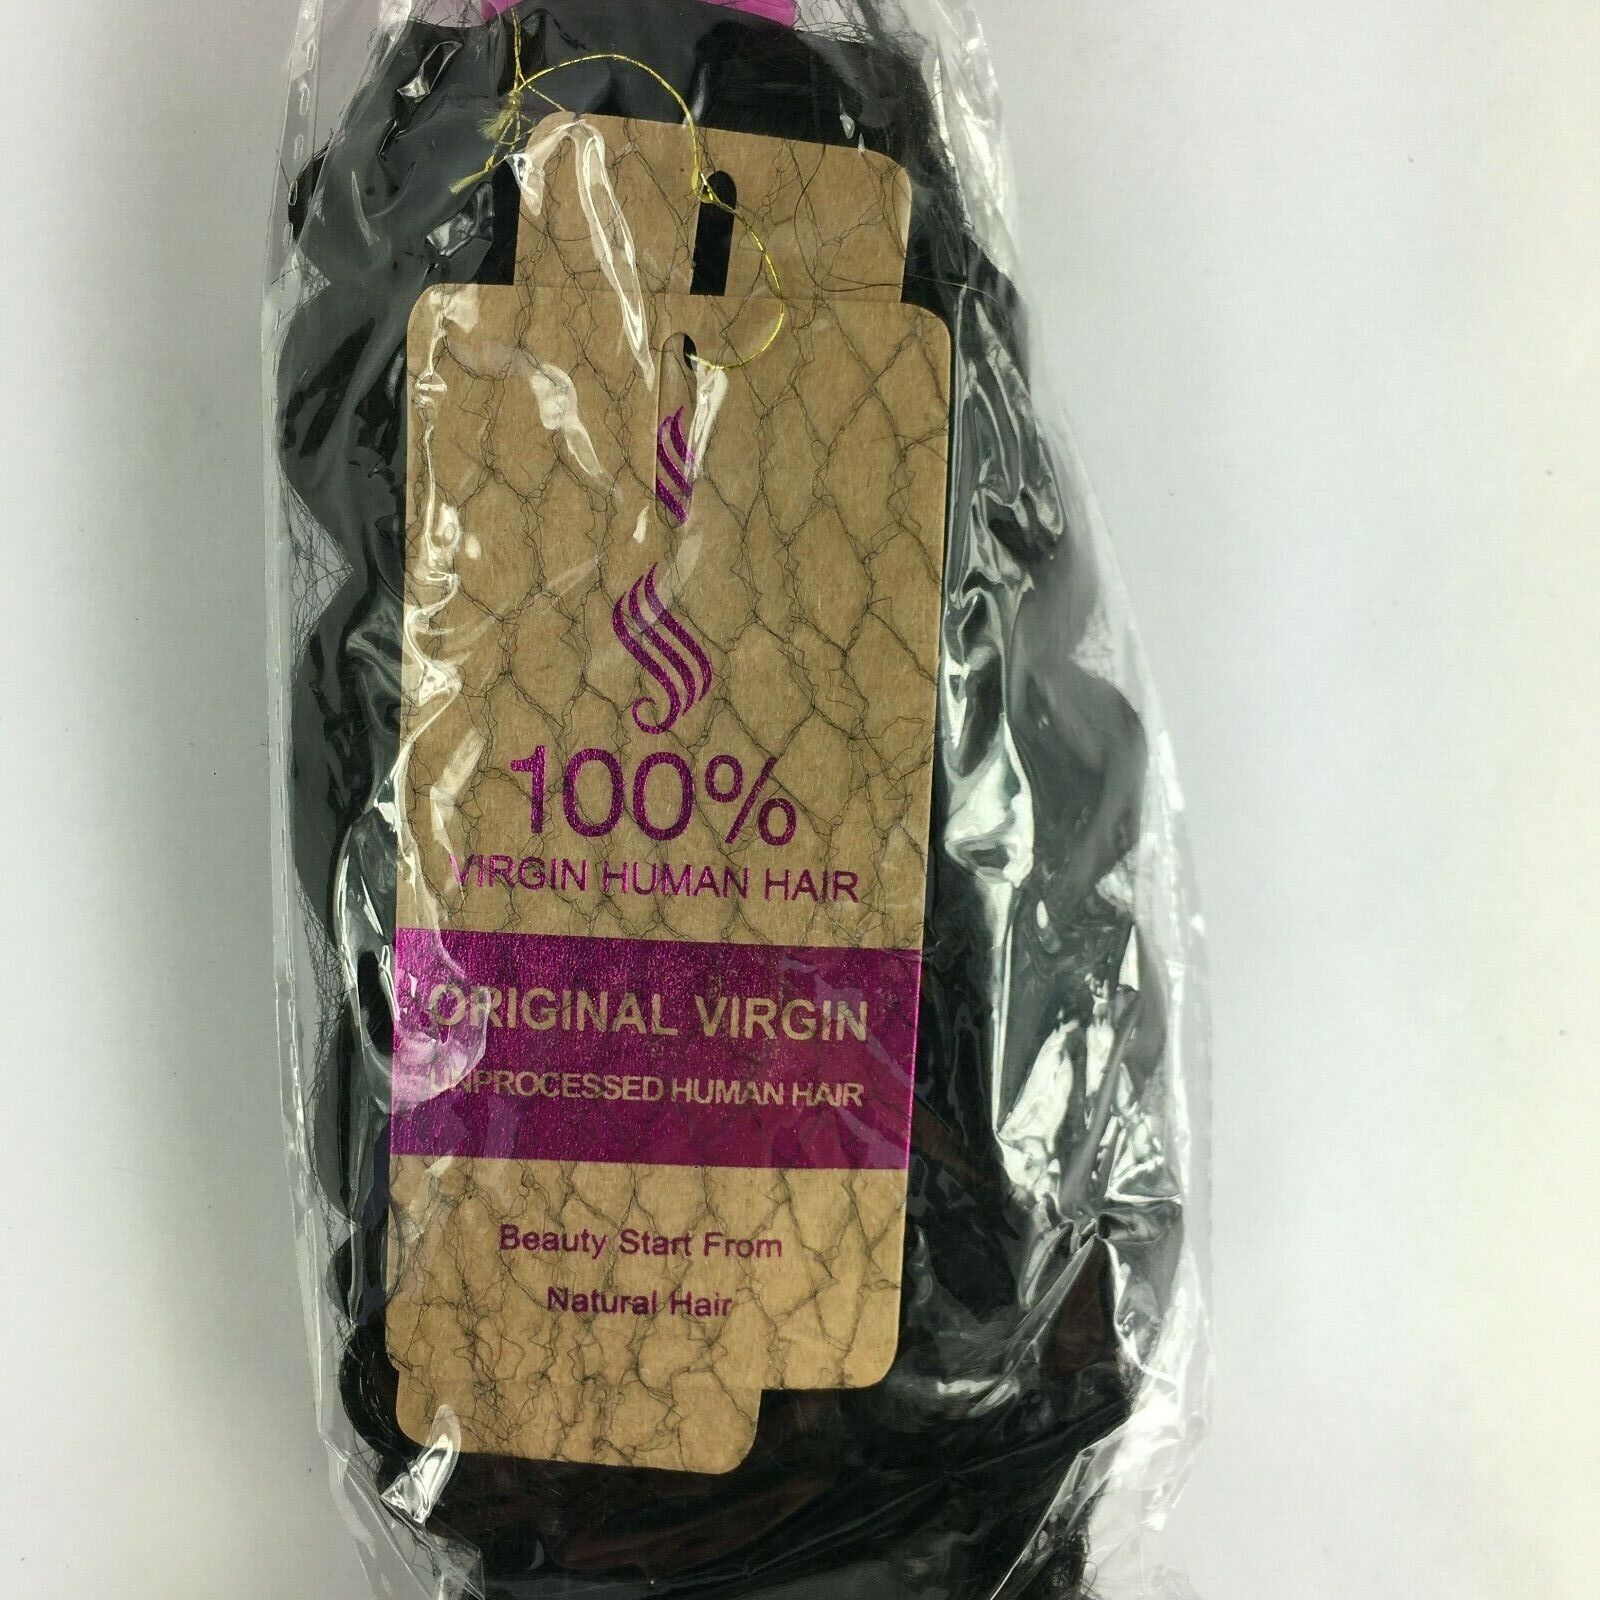 100%
VIRGIN HUMAN HAIR
ORIGINAL VIRGIN
UNPROCESSED HUMAN HAIR
Beauty Start From
Natural Hair